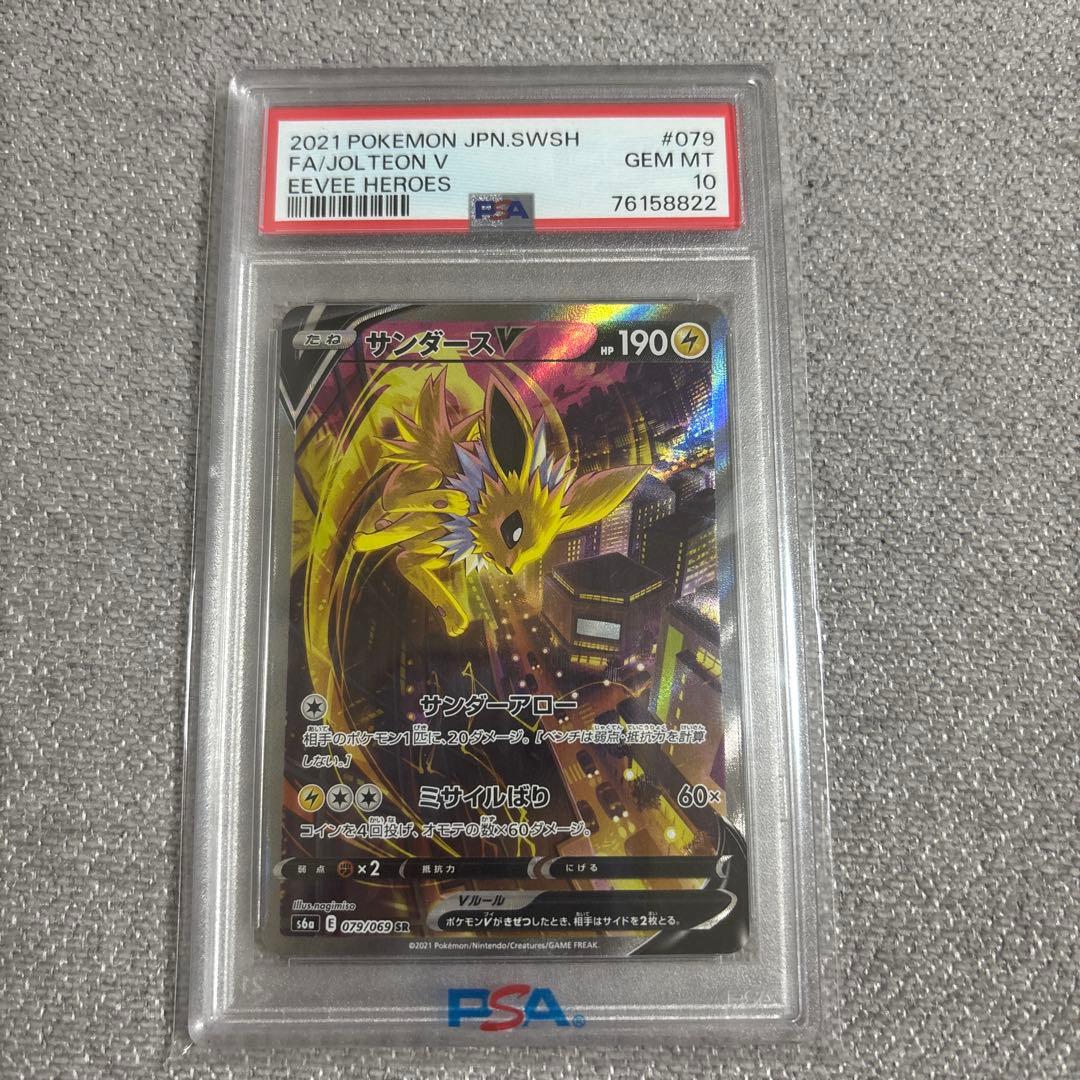 2021 POKEMON JPN.SWSH #079
FA/JOLTEON V GEM MT
EEVEE HEROES 10
PSA 76158822
たね サンダースV HP 190
サンダーアロー
相手のポケモン1匹に、20ダメージ。[ベンチは弱点・抵抗力を計算
しない。]
ミサイルばり 60×
コインを4回投げ、オモテの数×60ダメージ。
弱点 ×2 抵抗力 にげる
Illus.nagimiso
Vルール
ポケモンVがきぜつしたとき、相手はサイドを2枚とる。
s6a E 079/069 SR
©2021 Pokémon/Nintendo/Creatures/GAME FREAK.
PSA®